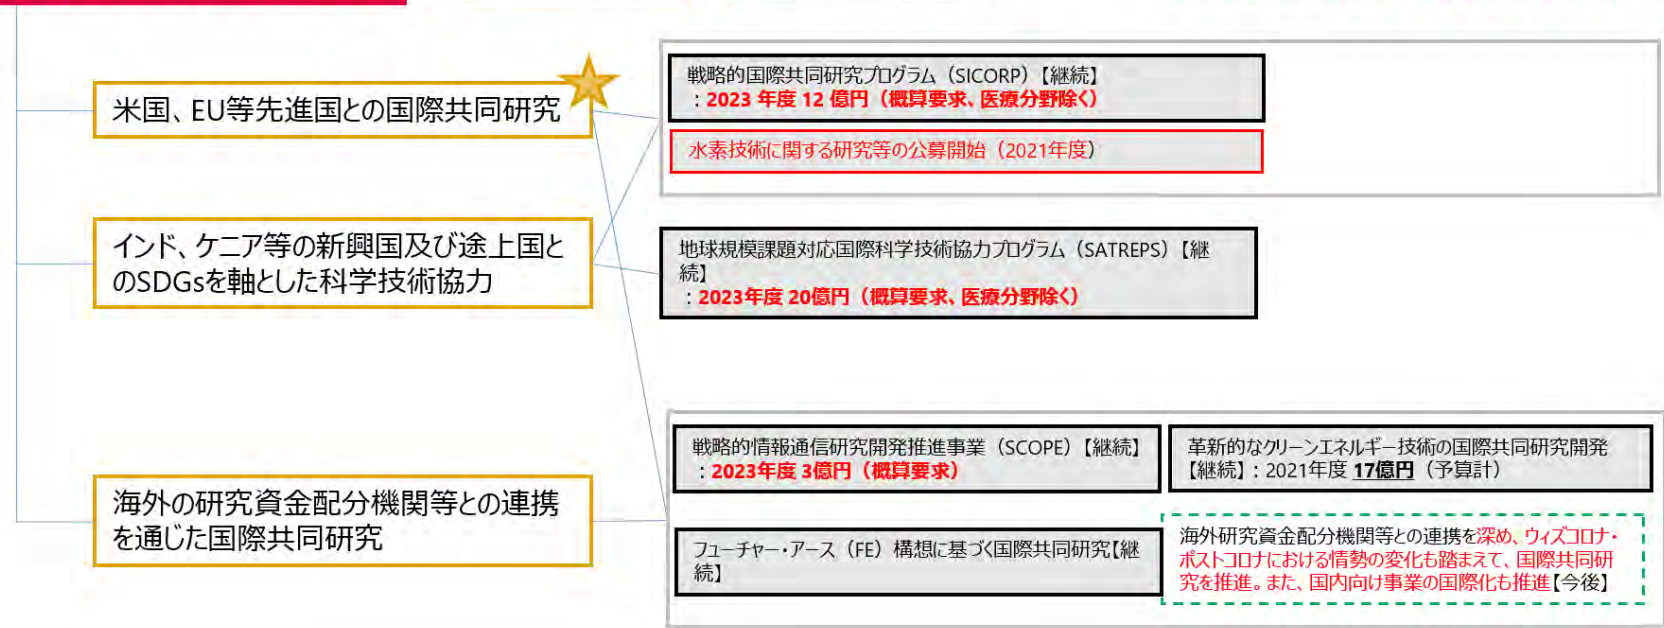 米国、EU等先進国との国際共同研究
戦略的国際共同研究プログラム（SICORP）【継続】
：2023 年度 12 億円（概算要求、医療分野除く）
水素技術に関する研究等の公募開始（2021年度）
インド、ケニア等の新興国及び途上国と
のSDGsを軸とした科学技術協力
地球規模課題対応国際科学技術協力プログラム（SATREPS）【継
続】
：2023年度 20億円（概算要求、医療分野除く）
海外の研究資金配分機関等との連携
を通じた国際共同研究
戦略的情報通信研究開発推進事業（SCOPE）【継続】
：2023年度 3億円（概算要求）
革新的なクリーンエネルギー技術の国際共同研究開発
【継続】：2021年度 17億円（予算計）
フューチャー・アース（FE）構想に基づく国際共同研究【継
続】
海外研究資金配分機関等との連携を深め、ウィズコロナ・
ポストコロナにおける情勢の変化も踏まえて、国際共同研
究を推進。また、国内向け事業の国際化も推進【今後】